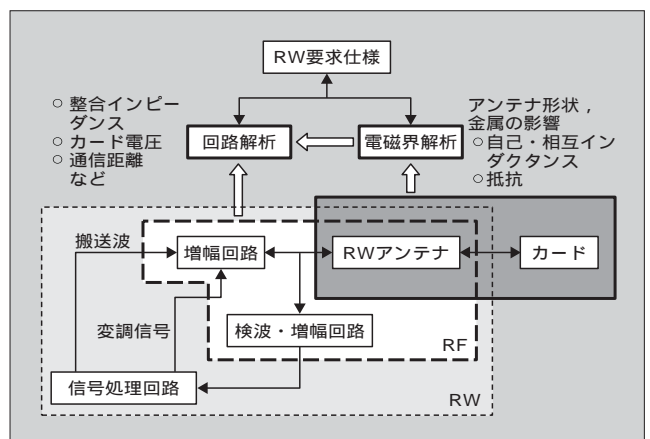 RW要求仕様
○ 整合インピー
ダンス
○ カード電圧
○ 通信距離
など
回路解析
電磁界解析
アンテナ形状，
金属の影響
○ 自己・相互イン
ダクタンス
○ 抵抗
搬送波
増幅回路
RWアンテナ
カード
変調信号
検波・増幅回路
RF
信号処理回路
RW